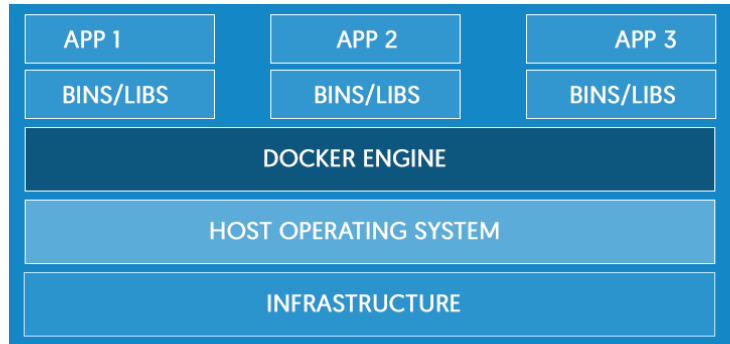 APP 1
APP 2
APP 3
BINS/LIBS
BINS/LIBS
BINS/LIBS
DOCKER ENGINE
HOST OPERATING SYSTEM
INFRASTRUCTURE